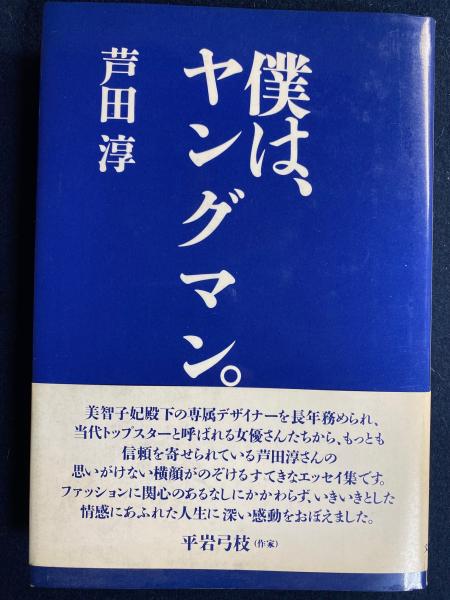 僕は、
ヤングマン。
芦田淳
美智子妃殿下の専属デザイナーを長年務められ、
当代トップスターと呼ばれる女優さんたちから、もっとも
信頼を寄せられている芦田淳さんの
思いがけない横顔がのぞけるすてきなエッセイ集です。
ファッションに関心のあるなしにかかわらず、いきいきとした
情感にあふれた人生に深い感動をおぼえました。
平岩弓枝(作家)